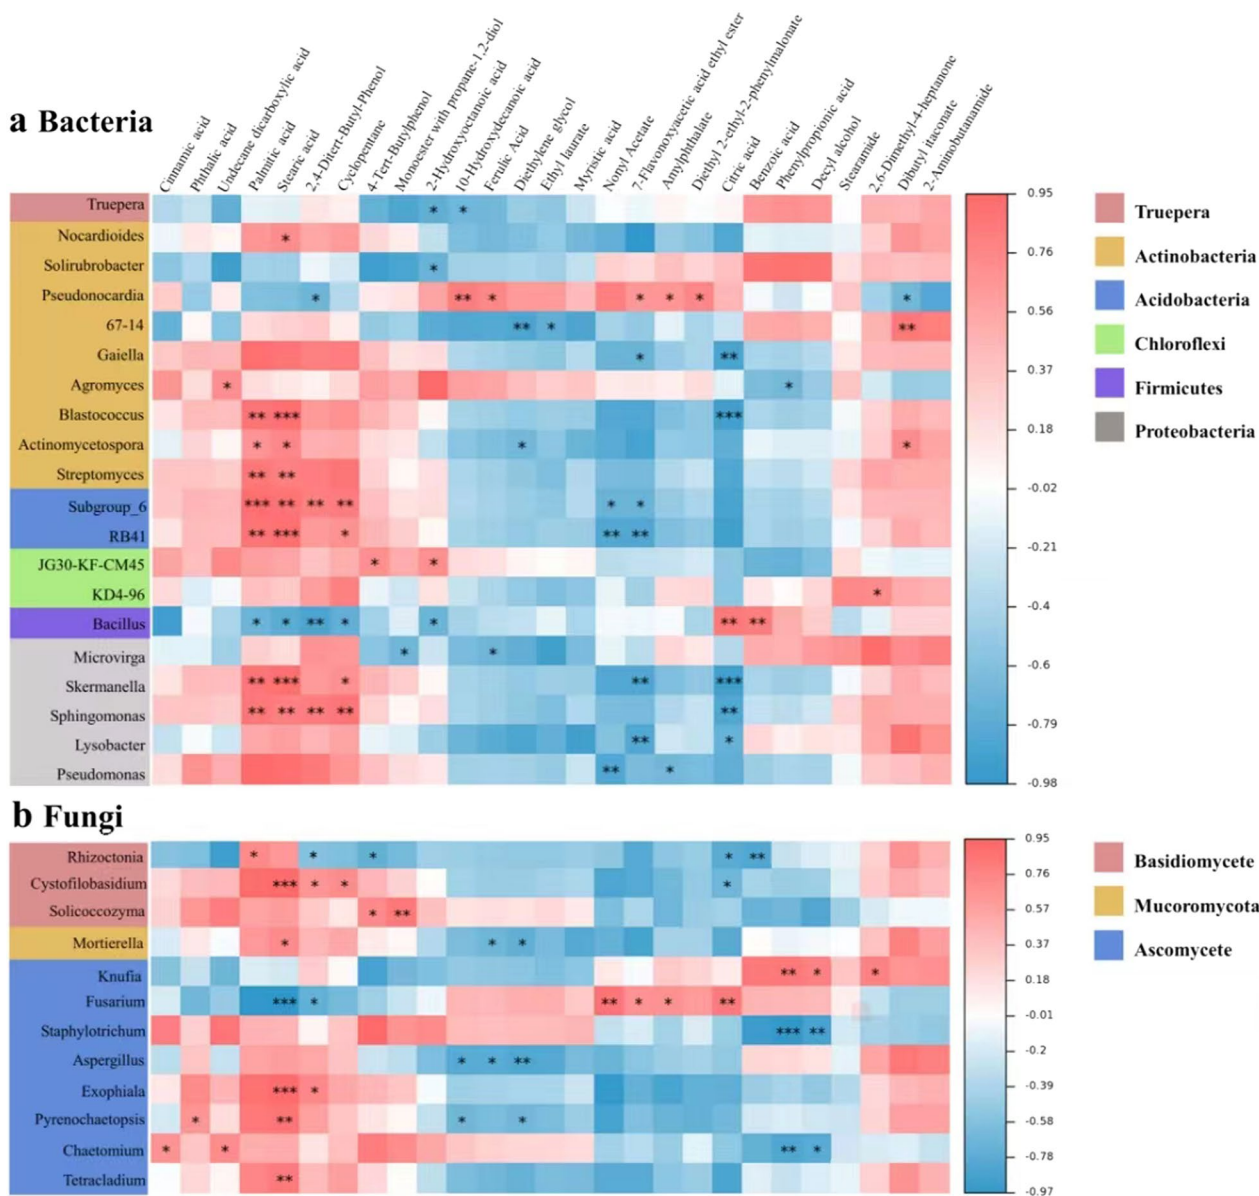 a Bacteria
Cinnamic acid
Phthalic acid
Undecane dicarboxylic acid
Palmitic acid
Stearic acid
2,4-Ditert-Butyl-Phenol
Cyclopentane
4-Tert-Butylphenol
Monoester with propane-1,2-diol
2-Hydroxyoctanoic acid
10-Hydroxydecanoic acid
Ferulic Acid
Diethylene glycol
Ethyl laurate
Myristic acid
Nonyl Acetate
7-Flavonoxyacetic acid ethyl ester
Amylphthalate
Diethyl 2-ethyl-2-phenylmalonate
Citric acid
Benzoic acid
Phenylpropionic acid
Decyl alcohol
Stearamide
2,6-Dimethyl-4-heptanone
Dibutyl itaconate
2-Aminobutanamide
Truepera * *
Nocardioides *
Solirubrobacter *
Pseudonocardia * ** * * * * *
67-14 ** * **
Gaiella * **
Agromyces * *
Blastococcus ** *** ***
Actinomycetospora * * * *
Streptomyces ** **
Subgroup_6 *** ** ** ** * *
RB41 ** *** * ** **
JG30-KF-CM45 * *
KD4-96 *
Bacillus * * ** * * ** **
Microvirga * *
Skermanella ** *** * ** ***
Sphingomonas ** ** ** ** **
Lysobacter ** *
Pseudomonas ** *
0.95
0.76
0.56
0.37
0.18
-0.02
-0.21
-0.4
-0.6
-0.79
-0.98
Truepera
Actinobacteria
Acidobacteria
Chloroflexi
Firmicutes
Proteobacteria
b Fungi
Rhizoctonia * * * * **
Cystofilobasidium *** * * *
Solicoccozyma * **
Mortierella * * *
Knufia ** * *
Fusarium *** * ** * * **
Staphylotrichum *** **
Aspergillus * * **
Exophiala *** *
Pyrenochaetopsis * ** * *
Chaetomium * * ** *
Tetracladium **
0.95
0.76
0.57
0.37
0.18
-0.01
-0.2
-0.39
-0.58
-0.78
-0.97
Basidiomycete
Mucoromycota
Ascomycete